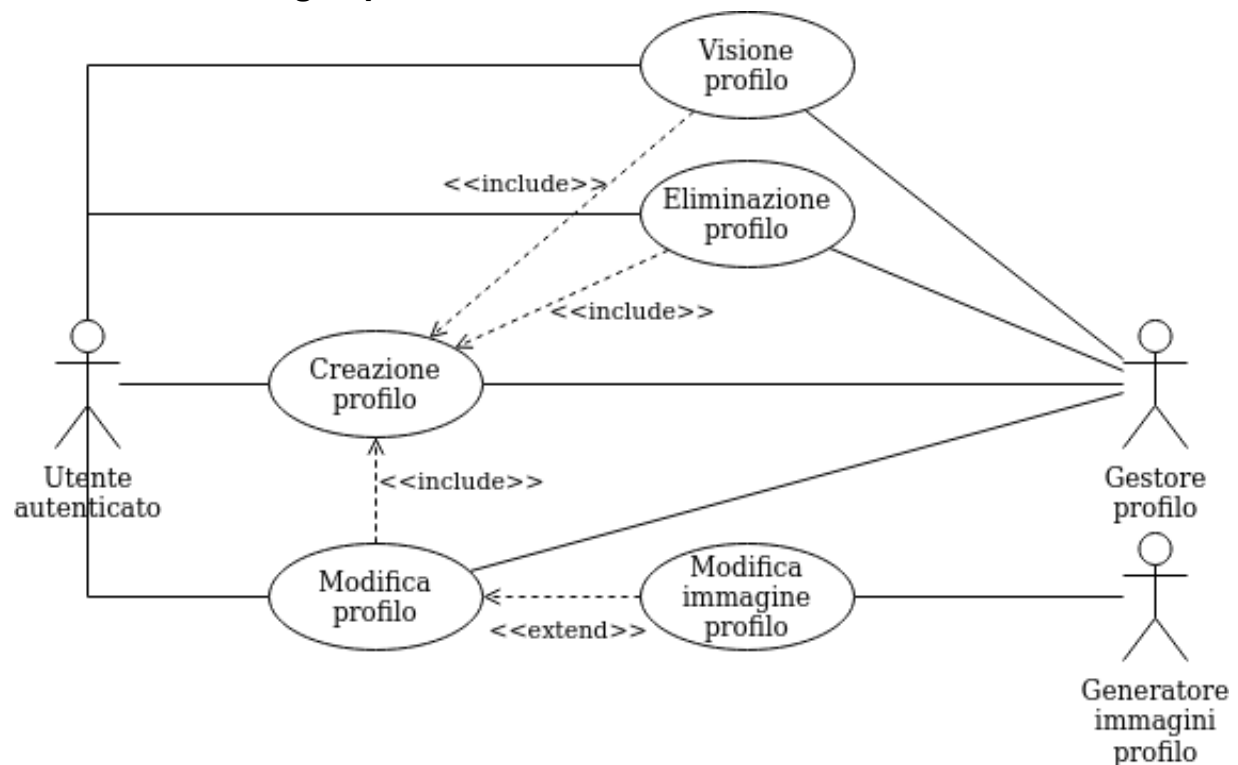 Visione
profilo
<<include>>
Eliminazione
profilo
<<include>>
Creazione
profilo
<<include>>
Utente
autenticato
Gestore
profilo
Modifica
profilo
<<extend>>
Modifica
immagine
profilo
Generatore
immagini
profilo